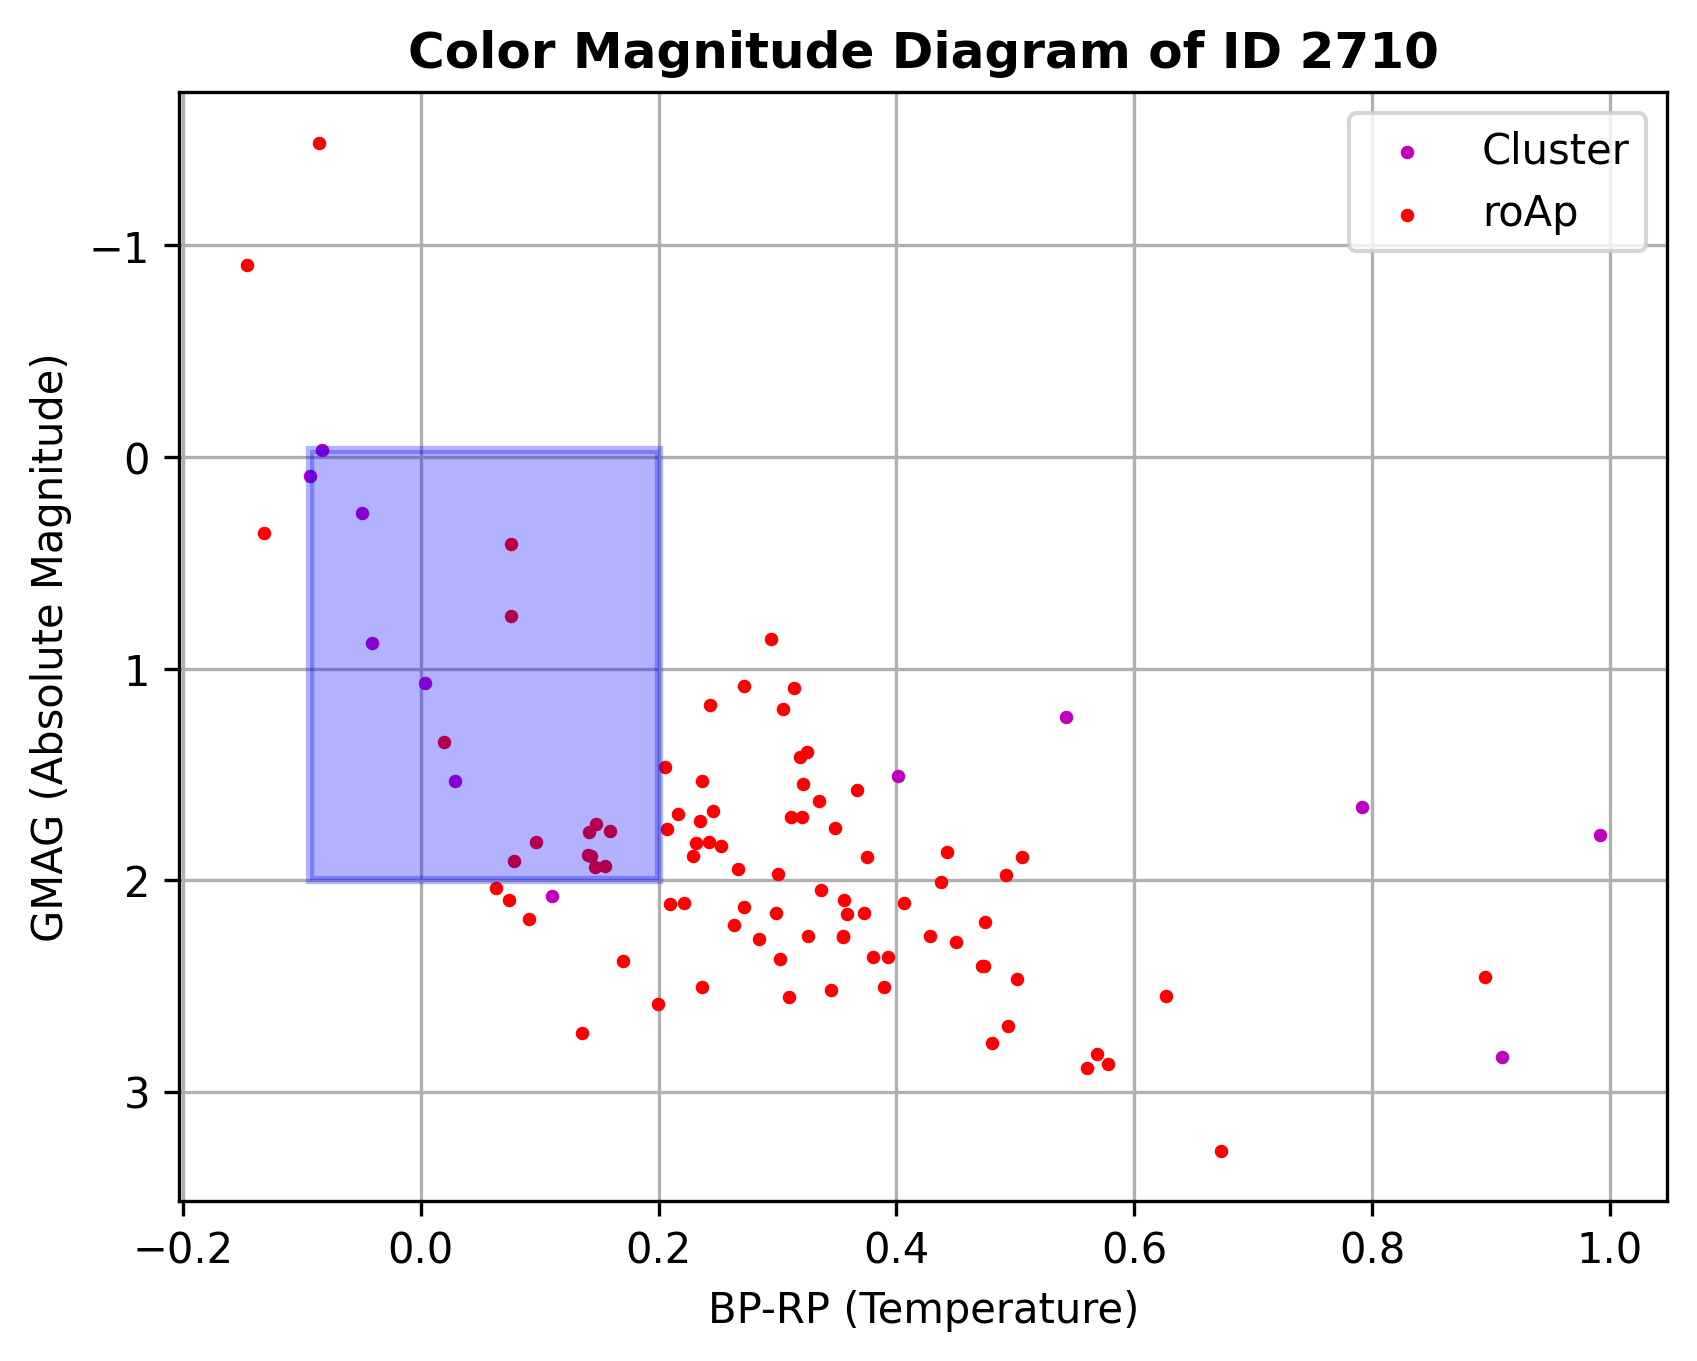 Color Magnitude Diagram of ID 2710
Cluster
roAp
GMAG (Absolute Magnitude)
−1
0
1
2
3
−0.2 0.0 0.2 0.4 0.6 0.8 1.0
BP-RP (Temperature)